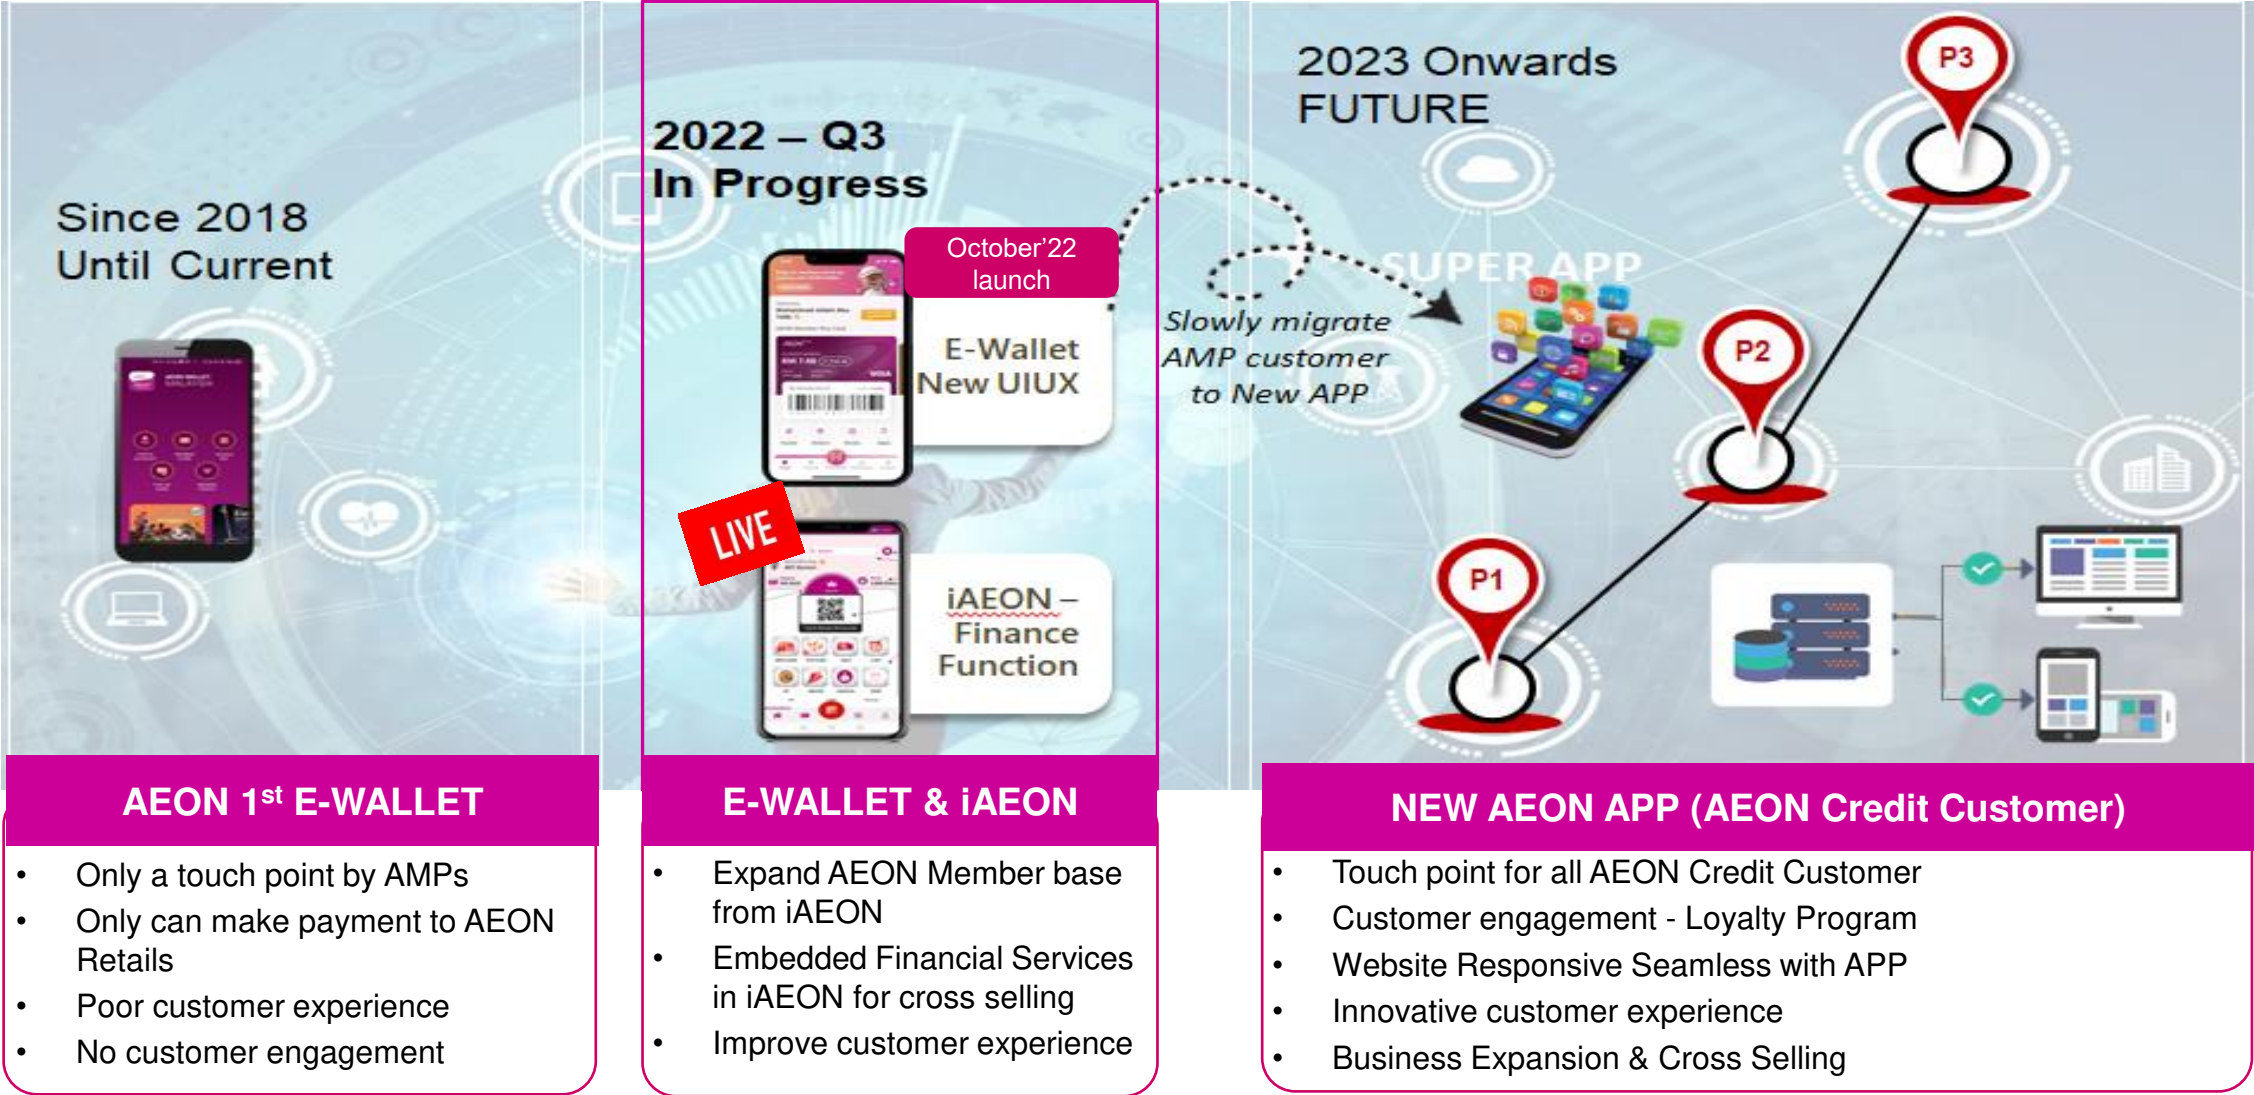 Since 2018
Until Current
AEON 1st E-WALLET
• Only a touch point by AMPs
• Only can make payment to AEON
Retails
• Poor customer experience
• No customer engagement
2022 – Q3
In Progress
October’22
launch
E-Wallet
New UIUX
LIVE
iAEON –
Finance
Function
E-WALLET & iAEON
• Expand AEON Member base
from iAEON
• Embedded Financial Services
in iAEON for cross selling
• Improve customer experience
2023 Onwards
FUTURE
SUPER APP
Slowly migrate
AMP customer
to New APP
P1
P2
P3
NEW AEON APP (AEON Credit Customer)
• Touch point for all AEON Credit Customer
• Customer engagement - Loyalty Program
• Website Responsive Seamless with APP
• Innovative customer experience
• Business Expansion & Cross Selling